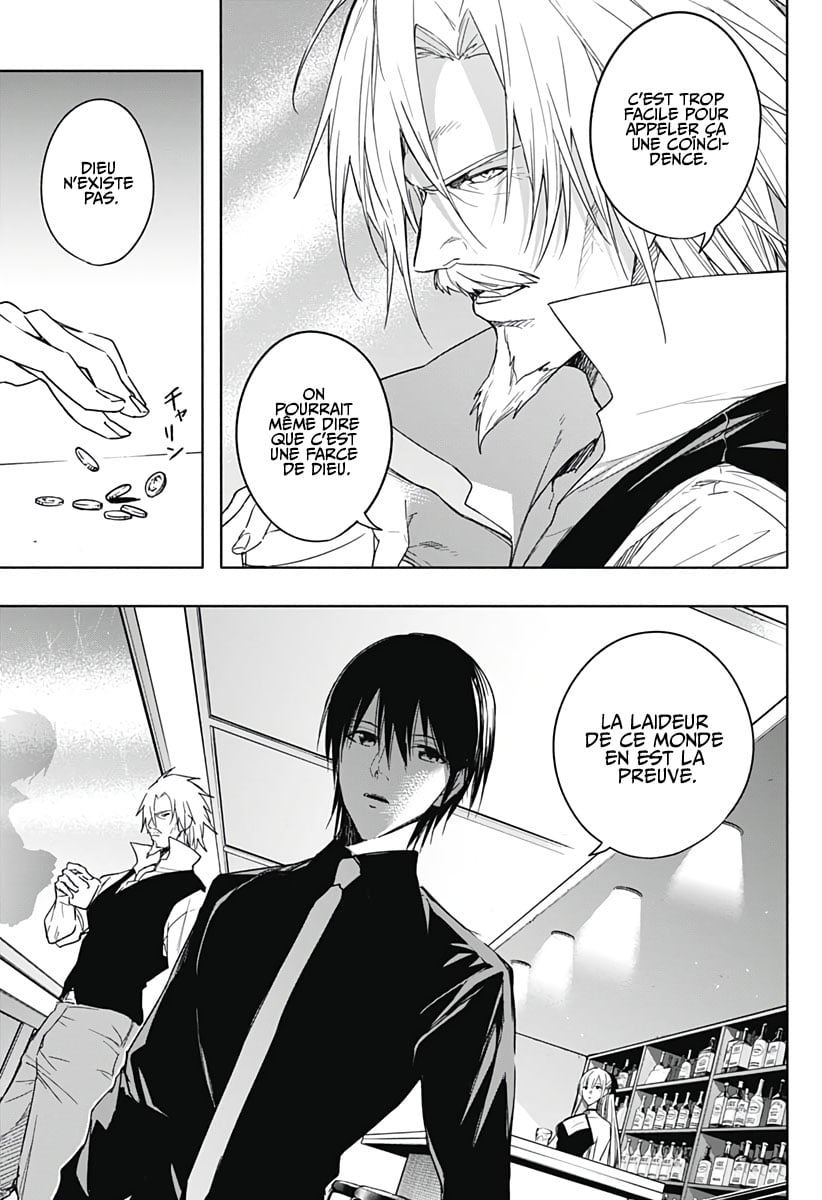 C'EST TROP
FACILE POUR
APPELER ÇA
UNE COÏNCI-
DENCE.
ON
POURRAIT
MÊME DIRE
QUE C'EST
UNE FARCE
DE DIEU.
DIEU
N'EXISTE
PAS.
チャリン
LA LAIDEUR
DE CE MONDE
EN EST LA
PREUVE.